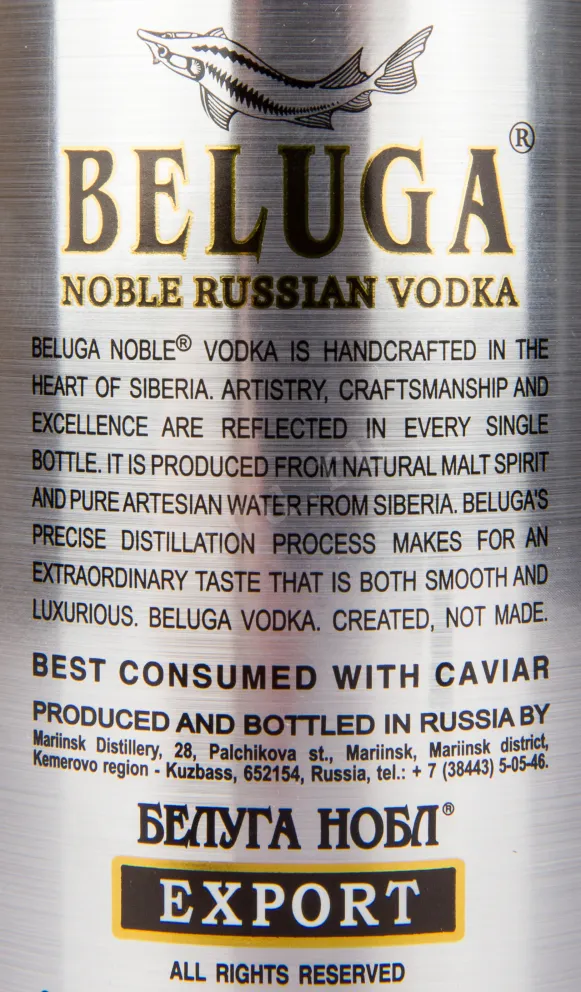 BELUGA®
NOBLE RUSSIAN VODKA
BELUGA NOBLE® VODKA IS HANDCRAFTED IN THE
HEART OF SIBERIA. ARTISTRY, CRAFTSMANSHIP AND
EXCELLENCE ARE REFLECTED IN EVERY SINGLE
BOTTLE. IT IS PRODUCED FROM NATURAL MALT SPIRIT
AND PURE ARTESIAN WATER FROM SIBERIA. BELUGA'S
PRECISE DISTILLATION PROCESS MAKES FOR AN
EXTRAORDINARY TASTE THAT IS BOTH SMOOTH AND
LUXURIOUS. BELUGA VODKA. CREATED, NOT MADE.
BEST CONSUMED WITH CAVIAR
PRODUCED AND BOTTLED IN RUSSIA BY
Mariinsk Distillery, 28, Palchikova st., Mariinsk, Mariinsk district,
Kemerovo region - Kuzbass, 652154, Russia, tel.: + 7 (38443) 5-05-46.
БЕЛУГА НОБЛ®
EXPORT
ALL RIGHTS RESERVED